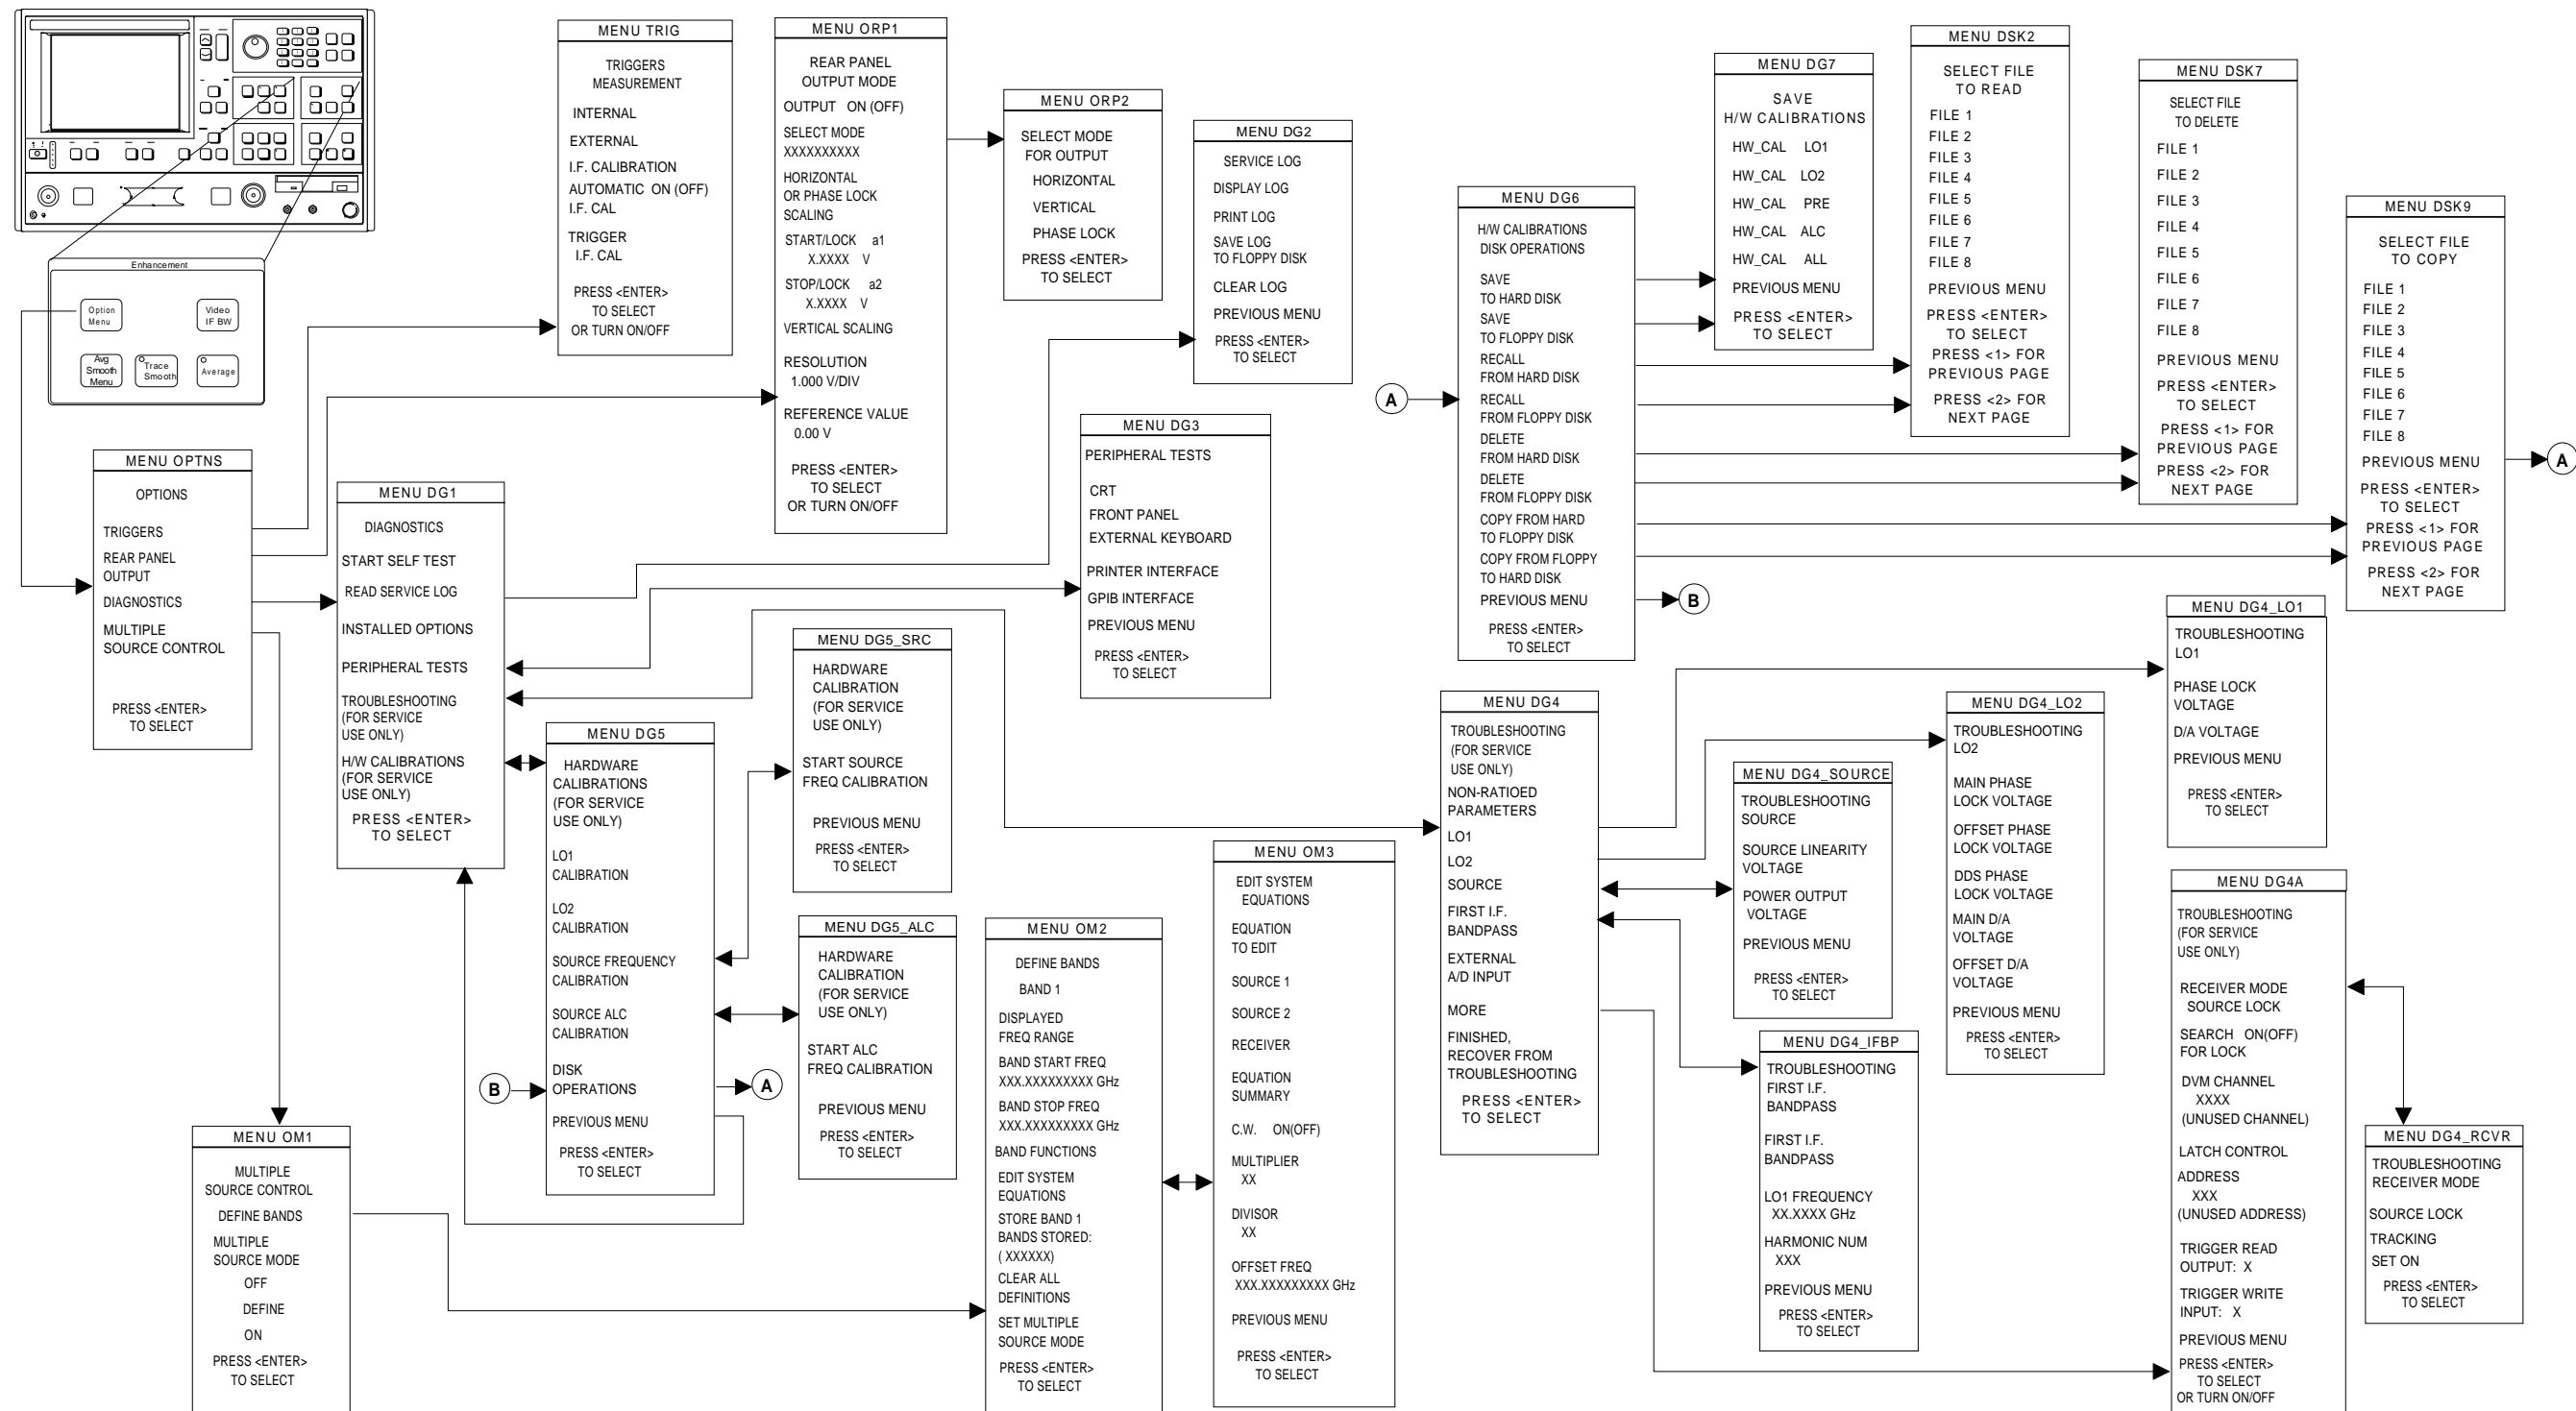 Enhancement
Option
Menu
Video
IF BW
Avg
Smooth
Menu
Trace
Smooth
Average
MENU OPTNS
OPTIONS
TRIGGERS
REAR PANEL
OUTPUT
DIAGNOSTICS
MULTIPLE
SOURCE CONTROL
PRESS <ENTER>
TO SELECT
MENU TRIG
TRIGGERS
MEASUREMENT
INTERNAL
EXTERNAL
I.F. CALIBRATION
AUTOMATIC ON (OFF)
I.F. CAL
TRIGGER
I.F. CAL
PRESS <ENTER>
TO SELECT
OR TURN ON/OFF
MENU ORP1
REAR PANEL
OUTPUT MODE
OUTPUT ON (OFF)
SELECT MODE
XXXXXXXXXX
HORIZONTAL
OR PHASE LOCK
SCALING
START/LOCK a1
X.XXXX V
STOP/LOCK a2
X.XXXX V
VERTICAL SCALING
RESOLUTION
1.000 V/DIV
REFERENCE VALUE
0.00 V
PRESS <ENTER>
TO SELECT
OR TURN ON/OFF
MENU ORP2
SELECT MODE
FOR OUTPUT
HORIZONTAL
VERTICAL
PHASE LOCK
PRESS <ENTER>
TO SELECT
MENU DG2
SERVICE LOG
DISPLAY LOG
PRINT LOG
SAVE LOG
TO FLOPPY DISK
CLEAR LOG
PREVIOUS MENU
PRESS <ENTER>
TO SELECT
MENU DG1
DIAGNOSTICS
START SELF TEST
READ SERVICE LOG
INSTALLED OPTIONS
PERIPHERAL TESTS
TROUBLESHOOTING
(FOR SERVICE
USE ONLY)
H/W CALIBRATIONS
(FOR SERVICE
USE ONLY)
PRESS <ENTER>
TO SELECT
MENU DG3
PERIPHERAL TESTS
CRT
FRONT PANEL
EXTERNAL KEYBOARD
PRINTER INTERFACE
GPIB INTERFACE
PREVIOUS MENU
PRESS <ENTER>
TO SELECT
MENU DG5
HARDWARE
CALIBRATIONS
(FOR SERVICE
USE ONLY)
LO1
CALIBRATION
LO2
CALIBRATION
SOURCE FREQUENCY
CALIBRATION
SOURCE ALC
CALIBRATION
DISK
OPERATIONS
PREVIOUS MENU
PRESS <ENTER>
TO SELECT
B
A
MENU DG5_SRC
HARDWARE
CALIBRATION
(FOR SERVICE
USE ONLY)
START SOURCE
FREQ CALIBRATION
PREVIOUS MENU
PRESS <ENTER>
TO SELECT
MENU DG5_ALC
HARDWARE
CALIBRATION
(FOR SERVICE
USE ONLY)
START ALC
FREQ CALIBRATION
PREVIOUS MENU
PRESS <ENTER>
TO SELECT
MENU OM1
MULTIPLE
SOURCE CONTROL
DEFINE BANDS
MULTIPLE
SOURCE MODE
OFF
DEFINE
ON
PRESS <ENTER>
TO SELECT
MENU OM2
DEFINE BANDS
BAND 1
DISPLAYED
FREQ RANGE
BAND START FREQ
XXX.XXXXXXXXX GHz
BAND STOP FREQ
XXX.XXXXXXXXX GHz
BAND FUNCTIONS
EDIT SYSTEM
EQUATIONS
STORE BAND 1
BANDS STORED:
( XXXXXX)
CLEAR ALL
DEFINITIONS
SET MULTIPLE
SOURCE MODE
PRESS <ENTER>
TO SELECT
MENU OM3
EDIT SYSTEM
EQUATIONS
EQUATION
TO EDIT
SOURCE 1
SOURCE 2
RECEIVER
EQUATION
SUMMARY
C.W. ON(OFF)
MULTIPLIER
XX
DIVISOR
XX
OFFSET FREQ
XXX.XXXXXXXXX GHz
PREVIOUS MENU
PRESS <ENTER>
TO SELECT
A
MENU DG6
H/W CALIBRATIONS
DISK OPERATIONS
SAVE
TO HARD DISK
SAVE
TO FLOPPY DISK
RECALL
FROM HARD DISK
RECALL
FROM FLOPPY DISK
DELETE
FROM HARD DISK
DELETE
FROM FLOPPY DISK
COPY FROM HARD
TO FLOPPY DISK
COPY FROM FLOPPY
TO HARD DISK
PREVIOUS MENU
PRESS <ENTER>
TO SELECT
B
MENU DG7
SAVE
H/W CALIBRATIONS
HW_CAL LO1
HW_CAL LO2
HW_CAL PRE
HW_CAL ALC
HW_CAL ALL
PREVIOUS MENU
PRESS <ENTER>
TO SELECT
MENU DSK2
SELECT FILE
TO READ
FILE 1
FILE 2
FILE 3
FILE 4
FILE 5
FILE 6
FILE 7
FILE 8
PREVIOUS MENU
PRESS <ENTER>
TO SELECT
PRESS <1> FOR
PREVIOUS PAGE
PRESS <2> FOR
NEXT PAGE
MENU DSK7
SELECT FILE
TO DELETE
FILE 1
FILE 2
FILE 3
FILE 4
FILE 5
FILE 6
FILE 7
FILE 8
PREVIOUS MENU
PRESS <ENTER>
TO SELECT
PRESS <1> FOR
PREVIOUS PAGE
PRESS <2> FOR
NEXT PAGE
MENU DSK9
SELECT FILE
TO COPY
FILE 1
FILE 2
FILE 3
FILE 4
FILE 5
FILE 6
FILE 7
FILE 8
PREVIOUS MENU
PRESS <ENTER>
TO SELECT
PRESS <1> FOR
PREVIOUS PAGE
PRESS <2> FOR
NEXT PAGE
A
MENU DG4
TROUBLESHOOTING
(FOR SERVICE
USE ONLY)
NON-RATIOED
PARAMETERS
LO1
LO2
SOURCE
FIRST I.F.
BANDPASS
EXTERNAL
A/D INPUT
MORE
FINISHED,
RECOVER FROM
TROUBLESHOOTING
PRESS <ENTER>
TO SELECT
MENU DG4_SOURCE
TROUBLESHOOTING
SOURCE
SOURCE LINEARITY
VOLTAGE
POWER OUTPUT
VOLTAGE
PREVIOUS MENU
PRESS <ENTER>
TO SELECT
MENU DG4_IFBP
TROUBLESHOOTING
FIRST I.F.
BANDPASS
FIRST I.F.
BANDPASS
LO1 FREQUENCY
XX.XXXX GHz
HARMONIC NUM
XXX
PREVIOUS MENU
PRESS <ENTER>
TO SELECT
MENU DG4_LO2
TROUBLESHOOTING
LO2
MAIN PHASE
LOCK VOLTAGE
OFFSET PHASE
LOCK VOLTAGE
DDS PHASE
LOCK VOLTAGE
MAIN D/A
VOLTAGE
OFFSET D/A
VOLTAGE
PREVIOUS MENU
PRESS <ENTER>
TO SELECT
MENU DG4_LO1
TROUBLESHOOTING
LO1
PHASE LOCK
VOLTAGE
D/A VOLTAGE
PREVIOUS MENU
PRESS <ENTER>
TO SELECT
MENU DG4A
TROUBLESHOOTING
(FOR SERVICE
USE ONLY)
RECEIVER MODE
SOURCE LOCK
SEARCH ON(OFF)
FOR LOCK
DVM CHANNEL
XXXX
(UNUSED CHANNEL)
LATCH CONTROL
ADDRESS
XXX
(UNUSED ADDRESS)
TRIGGER READ
OUTPUT: X
TRIGGER WRITE
INPUT: X
PREVIOUS MENU
PRESS <ENTER>
TO SELECT
OR TURN ON/OFF
MENU DG4_RCVR
TROUBLESHOOTING
RECEIVER MODE
SOURCE LOCK
TRACKING
SET ON
PRESS <ENTER>
TO SELECT